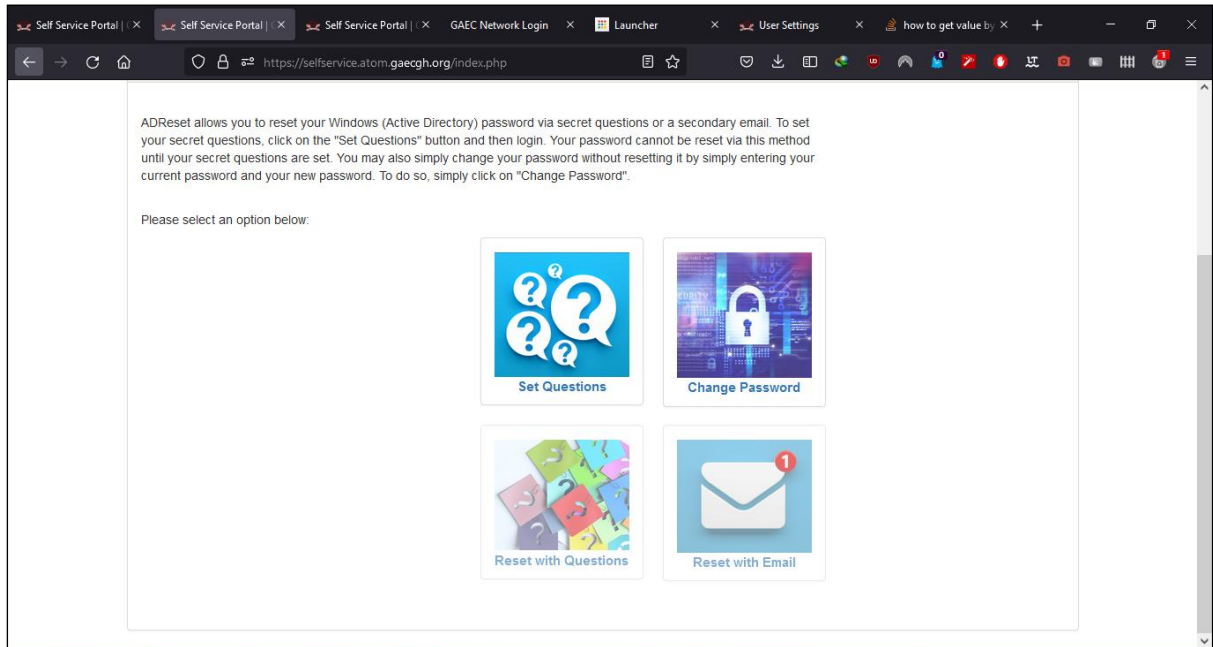 Self Service Portal | (
Self Service Portal | (
Self Service Portal | (
GAEC Network Login
Launcher
User Settings
how to get value by
https://selfservice.atom.gaecgh.org/index.php
ADReset allows you to reset your Windows (Active Directory) password via secret questions or a secondary email. To set
your secret questions, click on the "Set Questions" button and then login. Your password cannot be reset via this method
until your secret questions are set. You may also simply change your password without resetting it by simply entering your
current password and your new password. To do so, simply click on "Change Password".
Please select an option below:
Set Questions
Change Password
1
Reset with Questions
Reset with Email